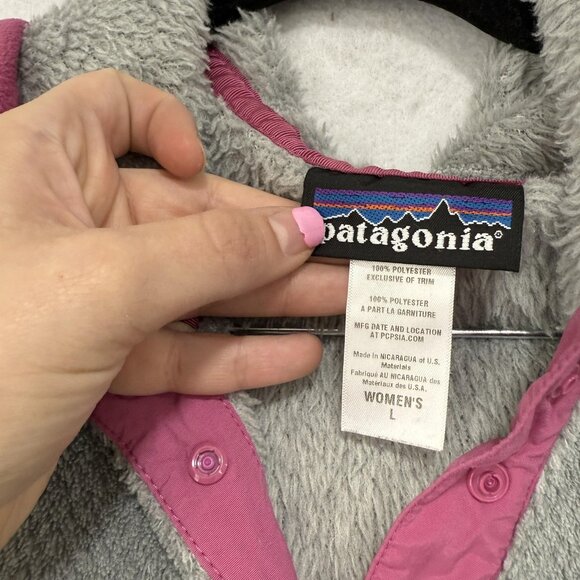 patagonia®
100% POLYESTER
EXCLUSIVE OF TRIM
100% POLYESTER
A PART LA GARNITURE
MFG DATE AND LOCATION
AT PCPSIA.COM
Made in NICARAGUA of U.S.
Materials
Fabriqué AU NICARAGUA des
Matériaux des U.S.A.
WOMEN'S
L